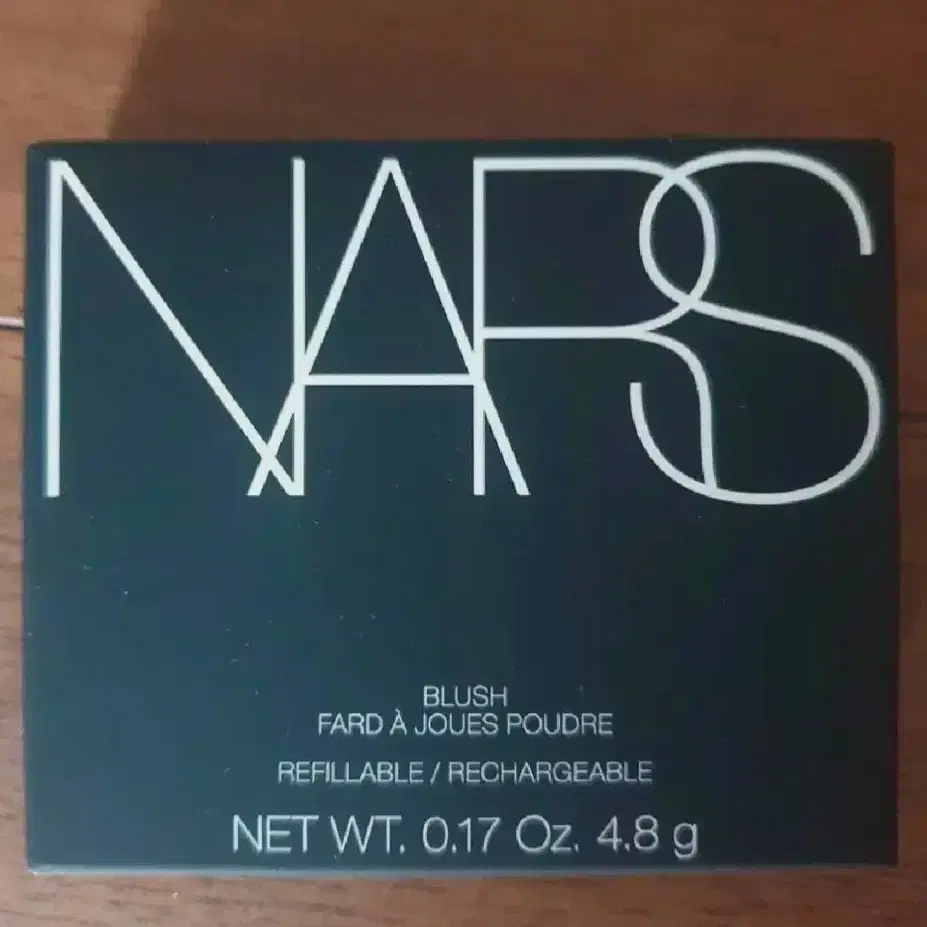 NARS
BLUSH
FARD À JOUES POUDRE
REFILLABLE / RECHARGEABLE
NET WT. 0.17 Oz. 4.8 g